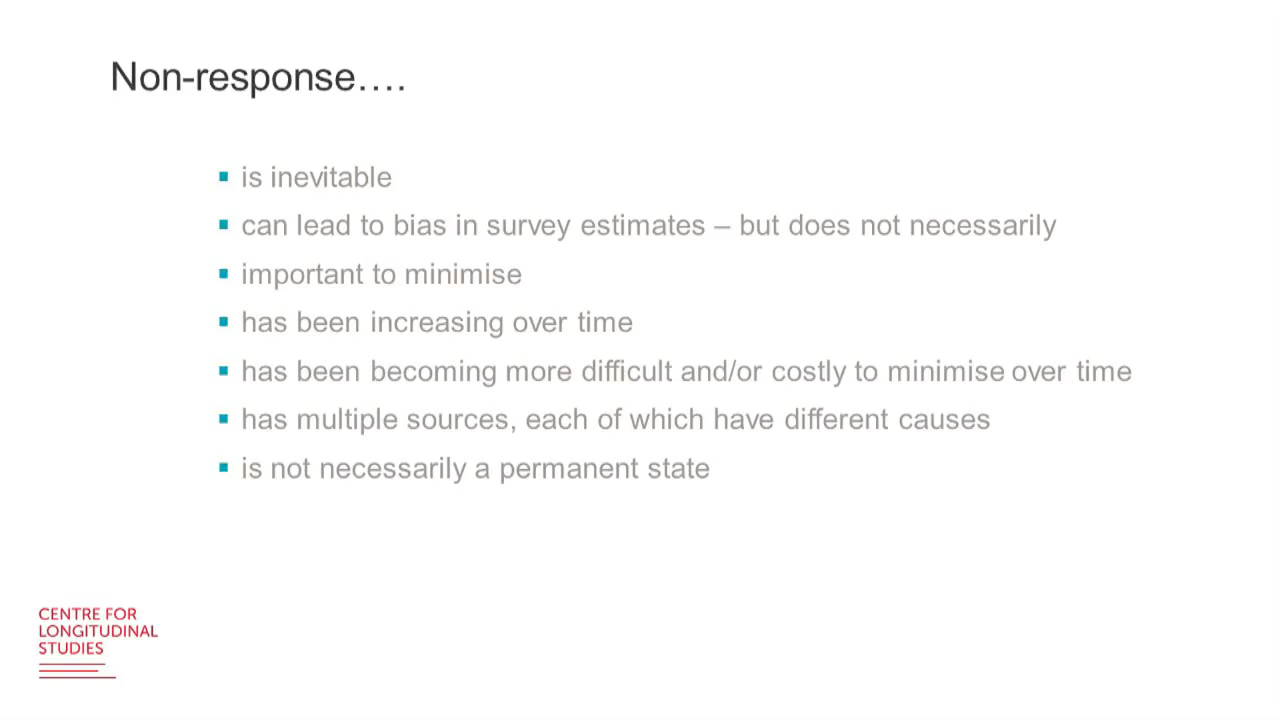 Non-response....
is inevitable
can lead to bias in survey estimates – but does not necessarily
important to minimise
has been increasing over time
has been becoming more difficult and/or costly to minimise over time
has multiple sources, each of which have different causes
is not necessarily a permanent state
CENTRE FOR
LONGITUDINAL
STUDIES